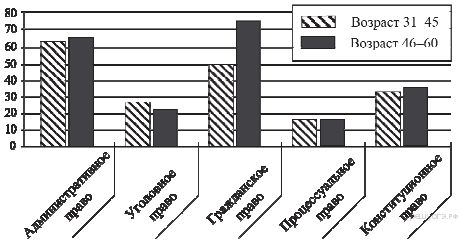 80
70
60
50
40
30
20
10
0
Возраст 31–45
Возраст 46–60
Административное
право
Уголовное
право
Гражданское
право
Процессуальное
право
Конституционное
право